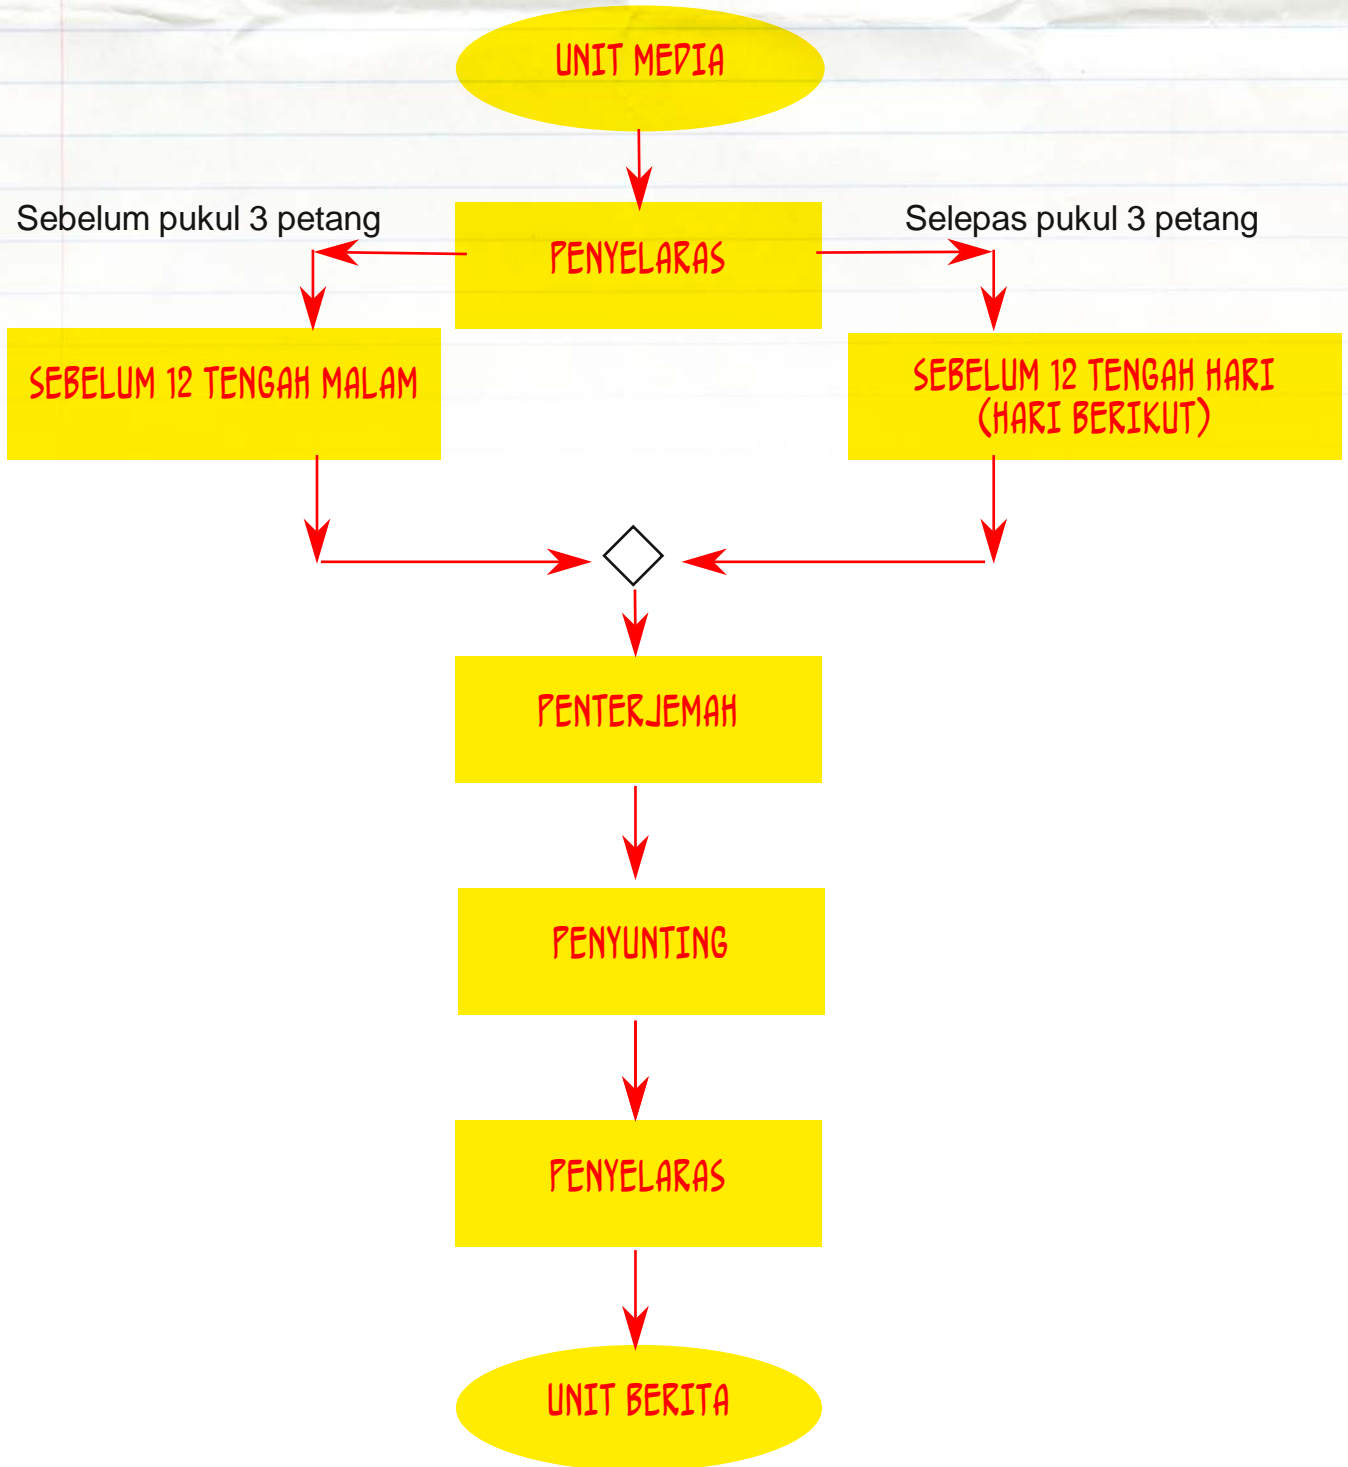 UNIT MEDIA
Sebelum pukul 3 petang
Selepas pukul 3 petang
PENYELARAS
SEBELUM 12 TENGAH MALAM
SEBELUM 12 TENGAH HARI
(HARI BERIKUT)
PENTERJEMAH
PENYUNTING
PENYELARAS
UNIT BERITA